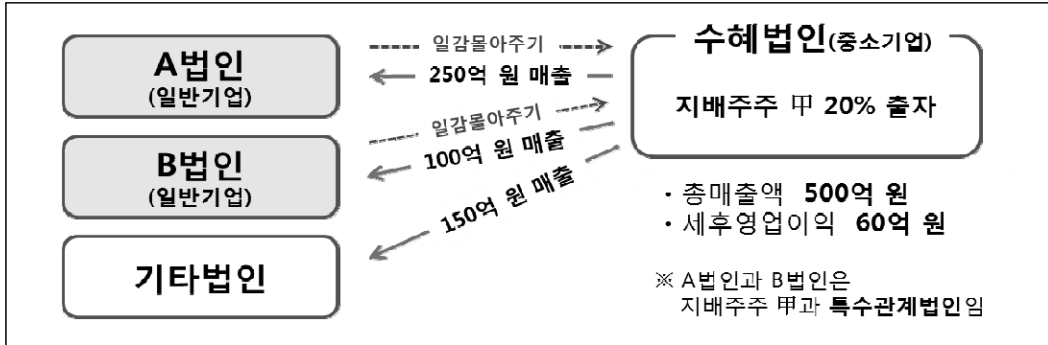 A법인
(일반기업)
일감몰아주기
250억 원 매출
수혜법인(중소기업)
지배주주 甲 20% 출자
B법인
(일반기업)
일감몰아주기
100억 원 매출
150억 원 매출
기타법인
· 총매출액 500억 원
· 세후영업이익 60억 원
※ A법인과 B법인은
지배주주 甲과 특수관계법인임